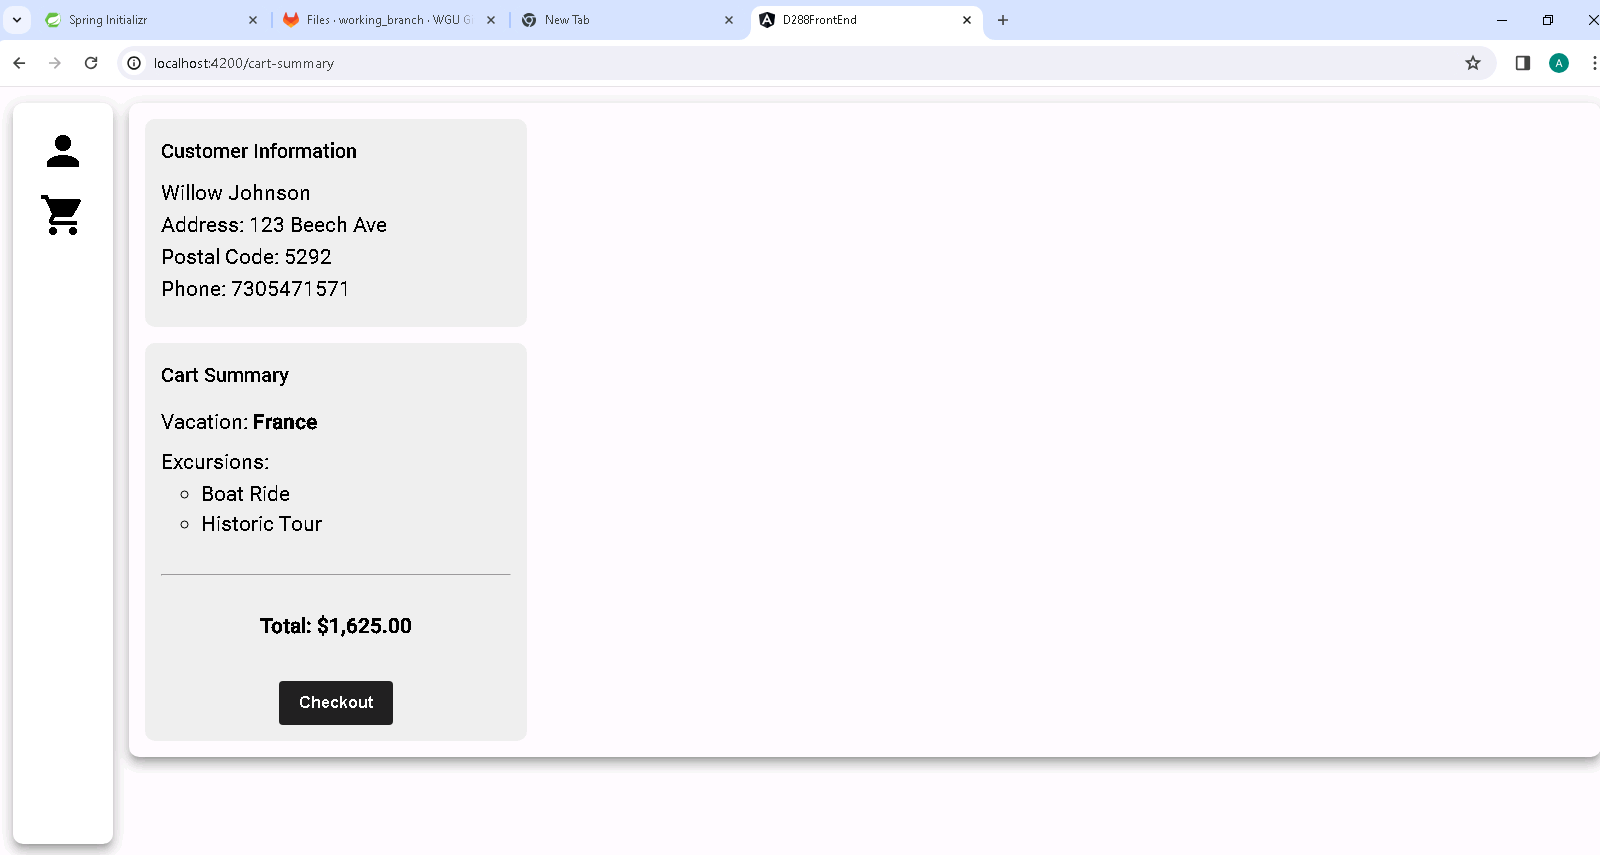 Spring Initializr
Files · working_branch · WGU Gi
New Tab
D288FrontEnd
localhost:4200/cart-summary
A
Customer Information
Willow Johnson
Address: 123 Beech Ave
Postal Code: 5292
Phone: 7305471571
Cart Summary
Vacation: France
Excursions:
Boat Ride
Historic Tour
Total: $1,625.00
Checkout